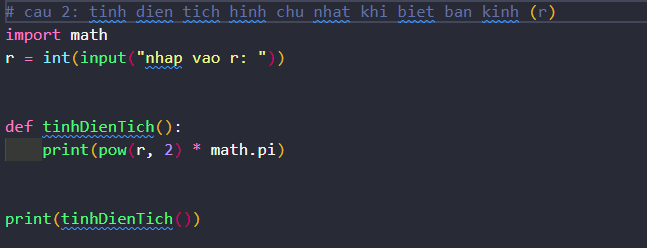 # cau 2: tinh dien tich hinh chu nhat khi biet ban kinh (r)
import math
r = int(input("nhap vao r: "))
def tinhDienTich():
    print(pow(r, 2) * math.pi)
print(tinhDienTich())